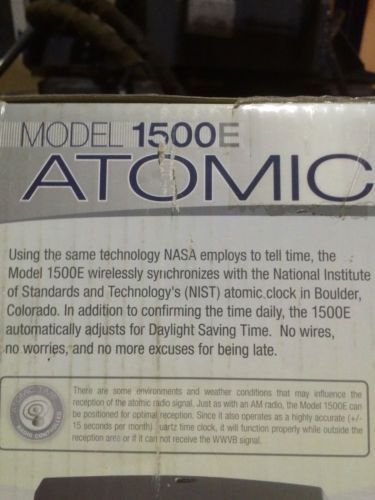 MODEL 1500E
ATOMIC
Using the same technology NASA employs to tell time, the
Model 1500E wirelessly synchronizes with the National Institute
of Standards and Technology's (NIST) atomic clock in Boulder,
Colorado. In addition to confirming the time daily, the 1500E
automatically adjusts for Daylight Saving Time. No wires,
no worries, and no more excuses for being late.
ATOMIC TIME
RADIO CONTROLLED
There are some environments and weather conditions that may influence the
reception of the atomic radio signal. Just as with an AM radio, the Model 1500E can
be positioned for optimal reception. Since it also operates as a highly accurate (+/-
15 seconds per month) uartz time clock, it will function properly while outside the
reception area or if it can not receive the WWVB signal.